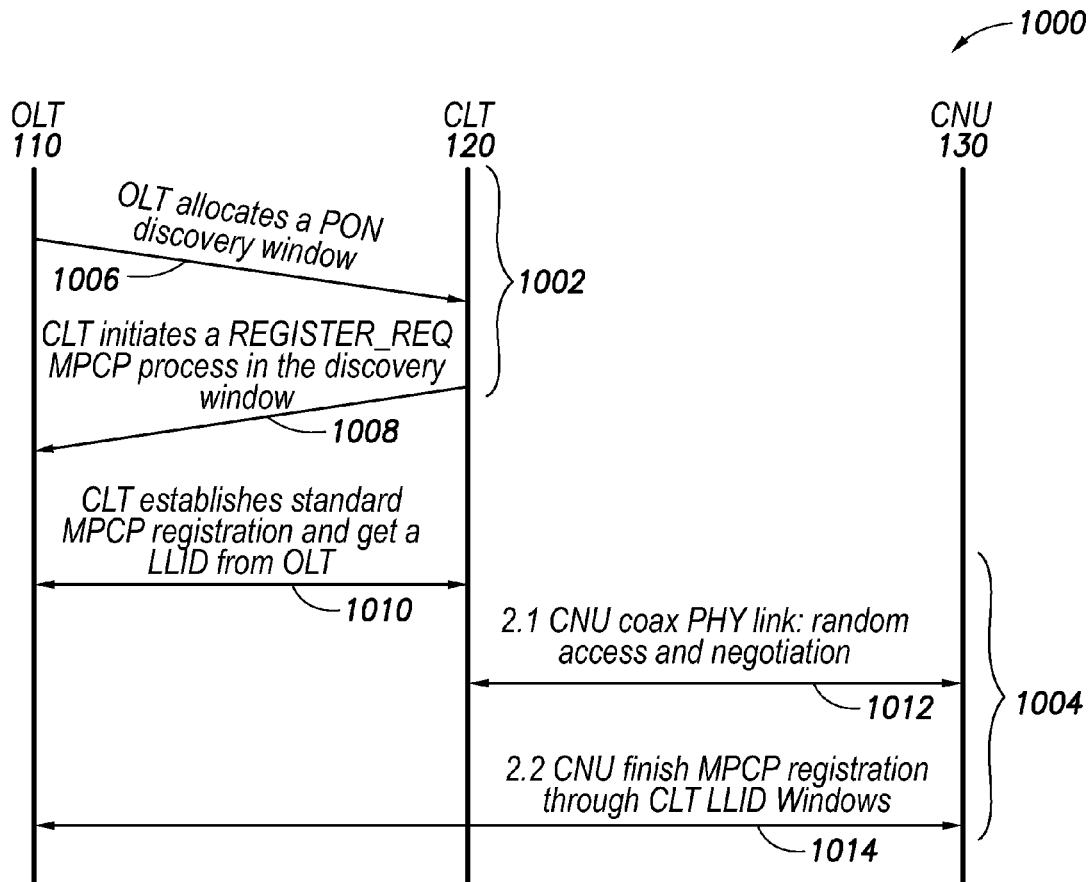 1000
OLT
110
CLT
120
CNU
130
OLT allocates a PON
discovery window
1006
1002
CLT initiates a REGISTER_REQ
MPCP process in the discovery
window
1008
CLT establishes standard
MPCP registration and get a
LLID from OLT
1010
2.1 CNU coax PHY link: random
access and negotiation
1012
1004
2.2 CNU finish MPCP registration
through CLT LLID Windows
1014